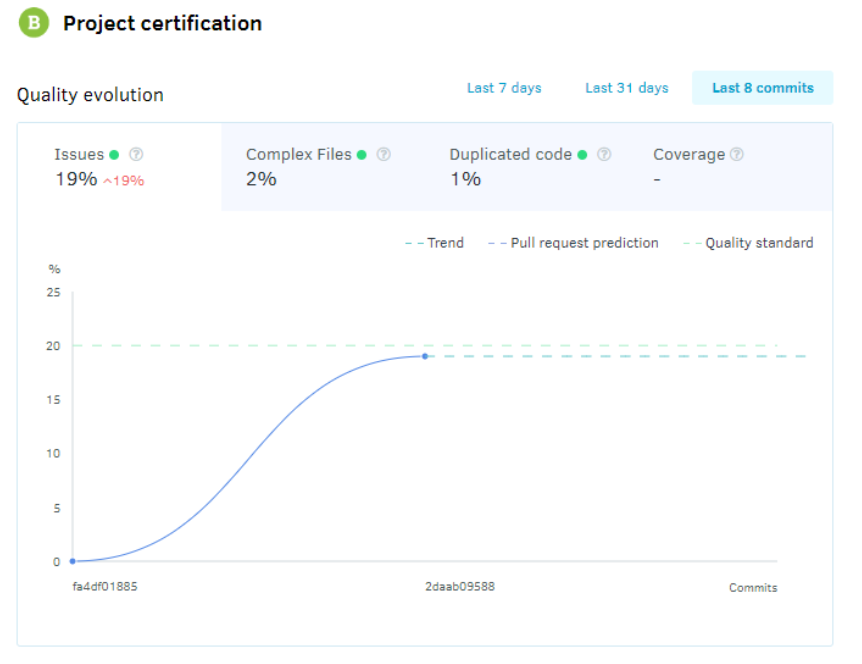 B Project certification
Quality evolution
Last 7 days Last 31 days Last 8 commits
Issues ? Complex Files ? Duplicated code ? Coverage ?
19% ^19% 2% 1% -
Trend Pull request prediction Quality standard
%
25
20
15
10
5
0
fa4df01885 2daab09588 Commits